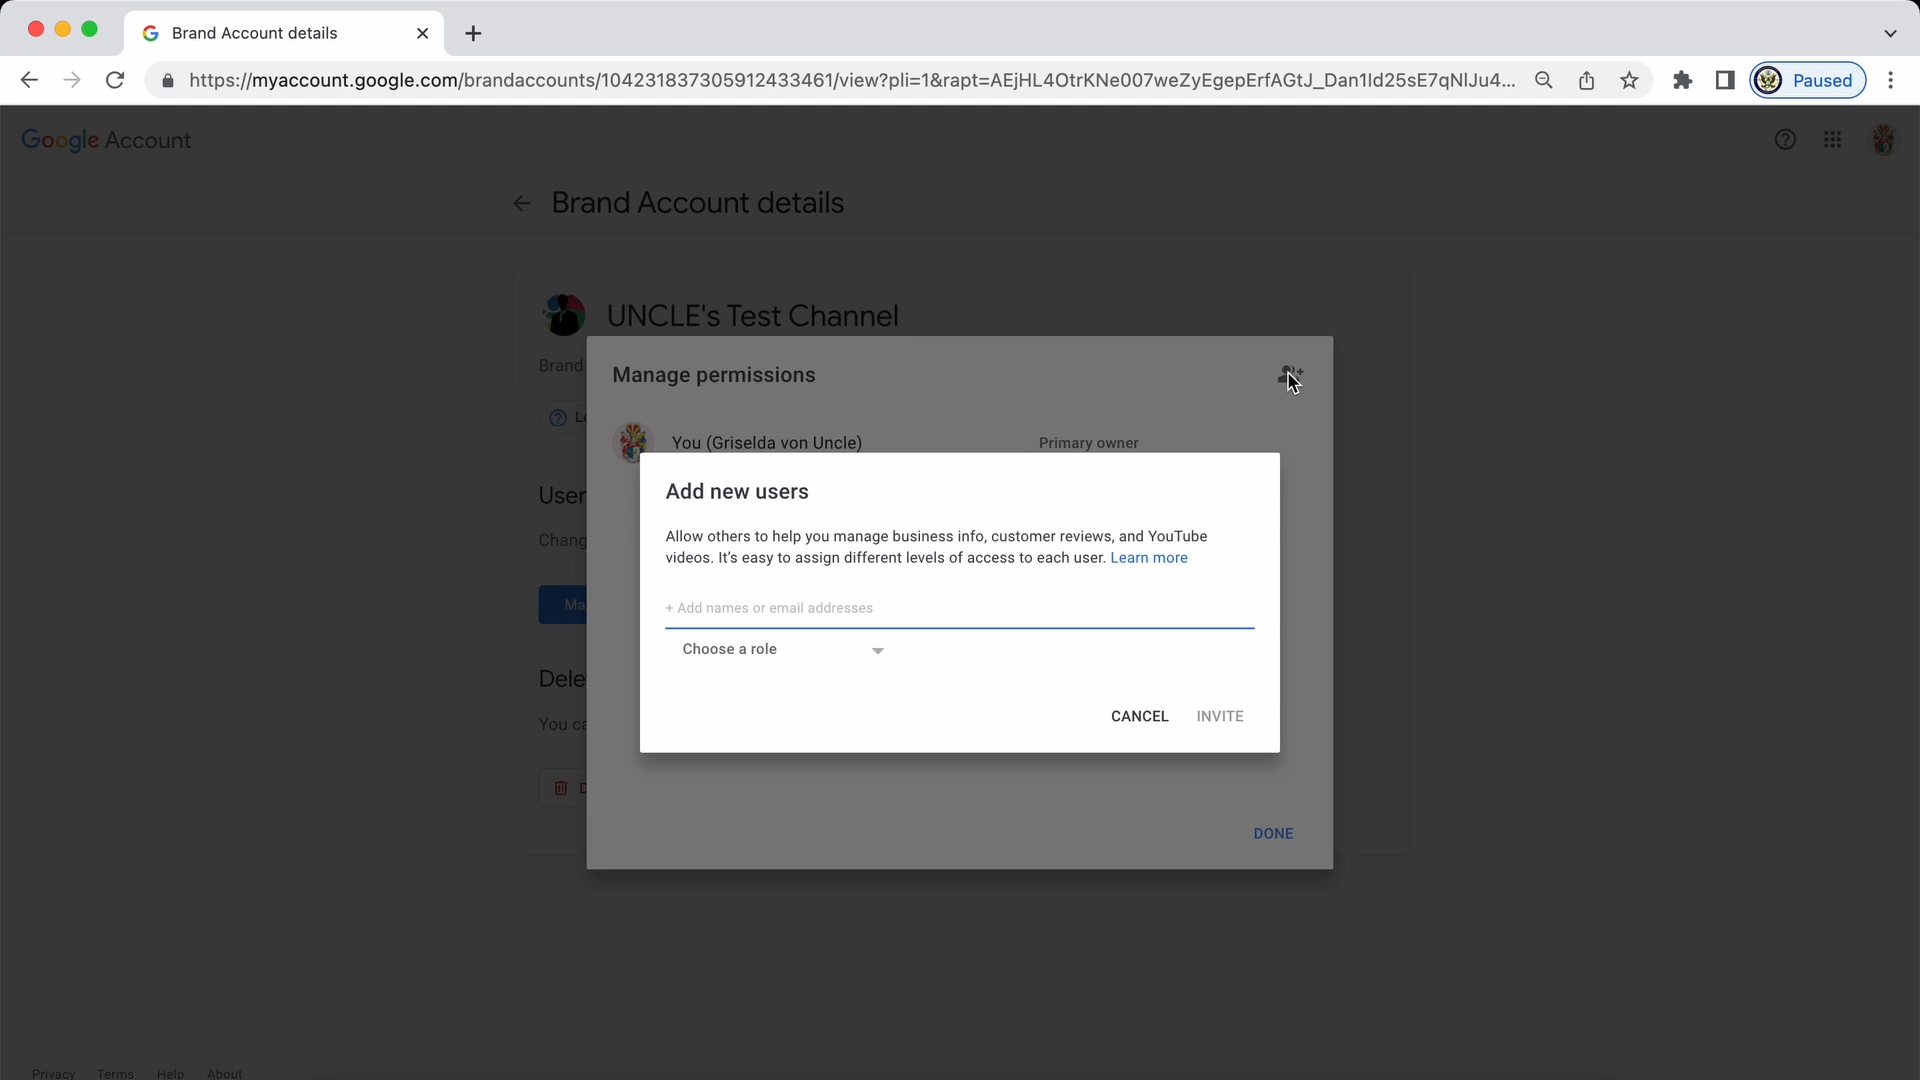 Brand Account details
https://myaccount.google.com/brandaccounts/104231837305912433461/view?pli=1&rapt=AEjHL4OtrKNe007weZyEgepErfAGtJ_Dan1Id25sE7qNlJu4...
Paused
Google Account
Brand Account details
UNCLE's Test Channel
Brand
Manage permissions
Le
You (Griselda von Uncle)
Primary owner
User
Chang
Ma
Add new users
Allow others to help you manage business info, customer reviews, and YouTube
videos. It's easy to assign different levels of access to each user. Learn more
+ Add names or email addresses
Choose a role
CANCEL
INVITE
Dele
You ca
D
DONE
Privacy Terms Help About